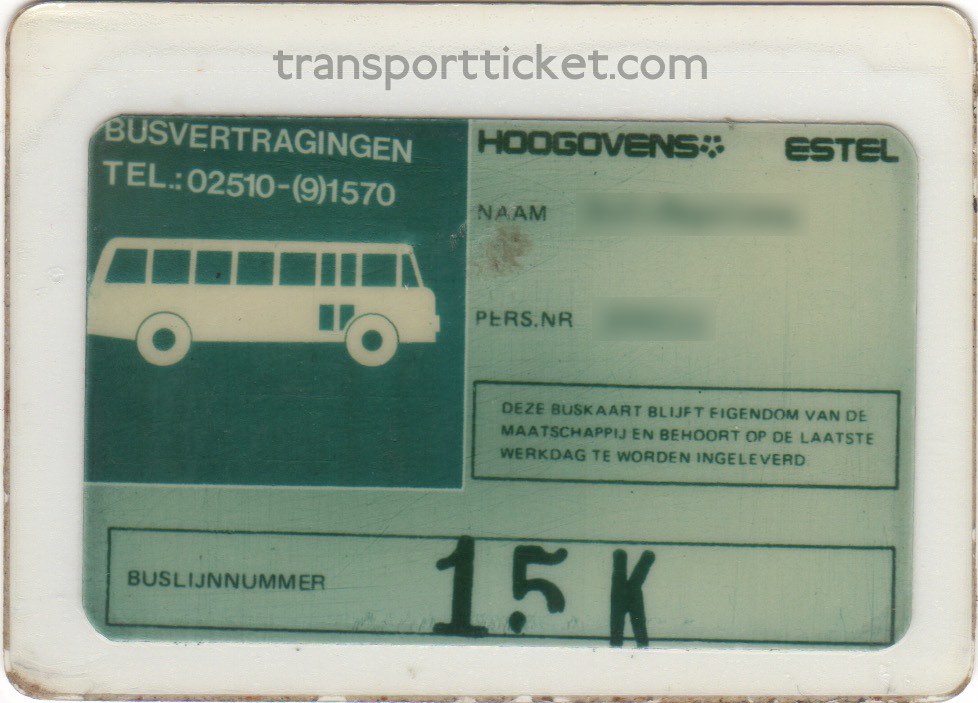 transportticket.com
BUSVERTRAGINGEN
TEL.: 02510-(9)1570
HOOGOVENS ESTEL
NAAM
PERS.NR
DEZE BUSKAART BLIJFT EIGENDOM VAN DE
MAATSCHAPPIJ EN BEHOORT OP DE LAATSTE
WERKDAG TE WORDEN INGELEVERD
BUSLIJNNUMMER 15 K